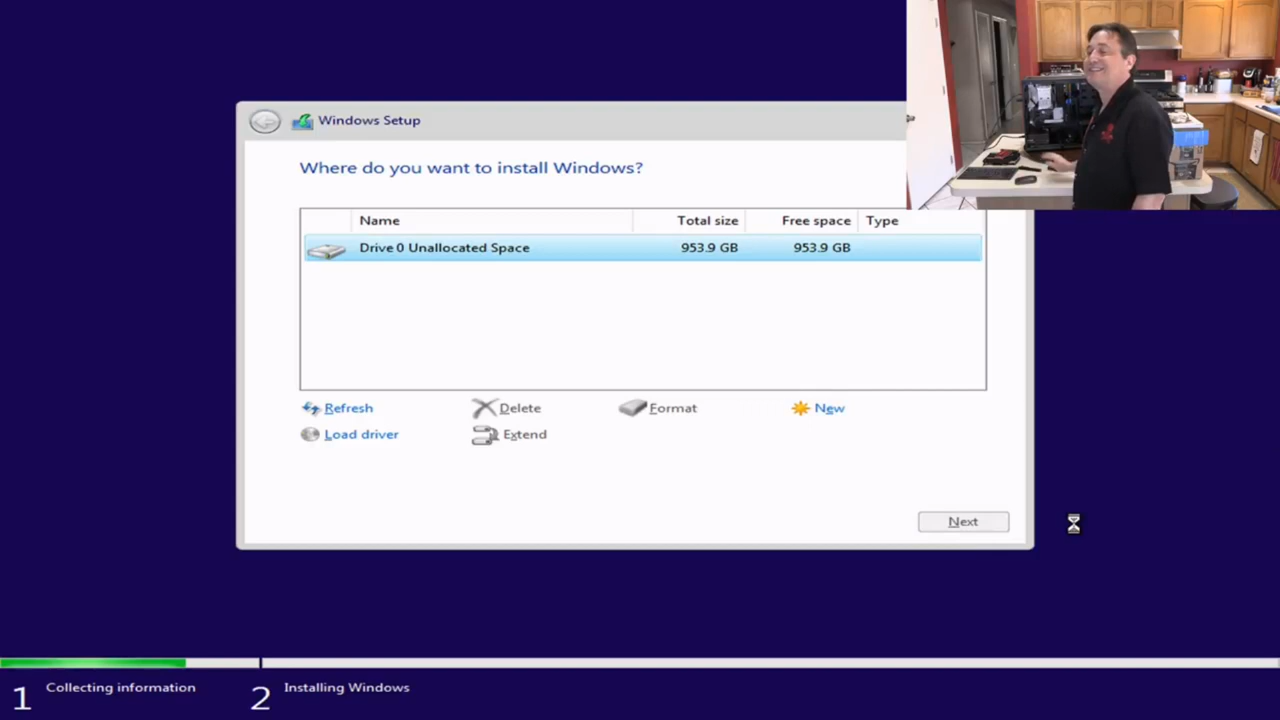 Windows Setup
Where do you want to install Windows?
Name Total size Free space Type
Drive 0 Unallocated Space 953.9 GB 953.9 GB
Refresh Delete Format New
Load driver Extend
Next
1 Collecting information 2 Installing Windows